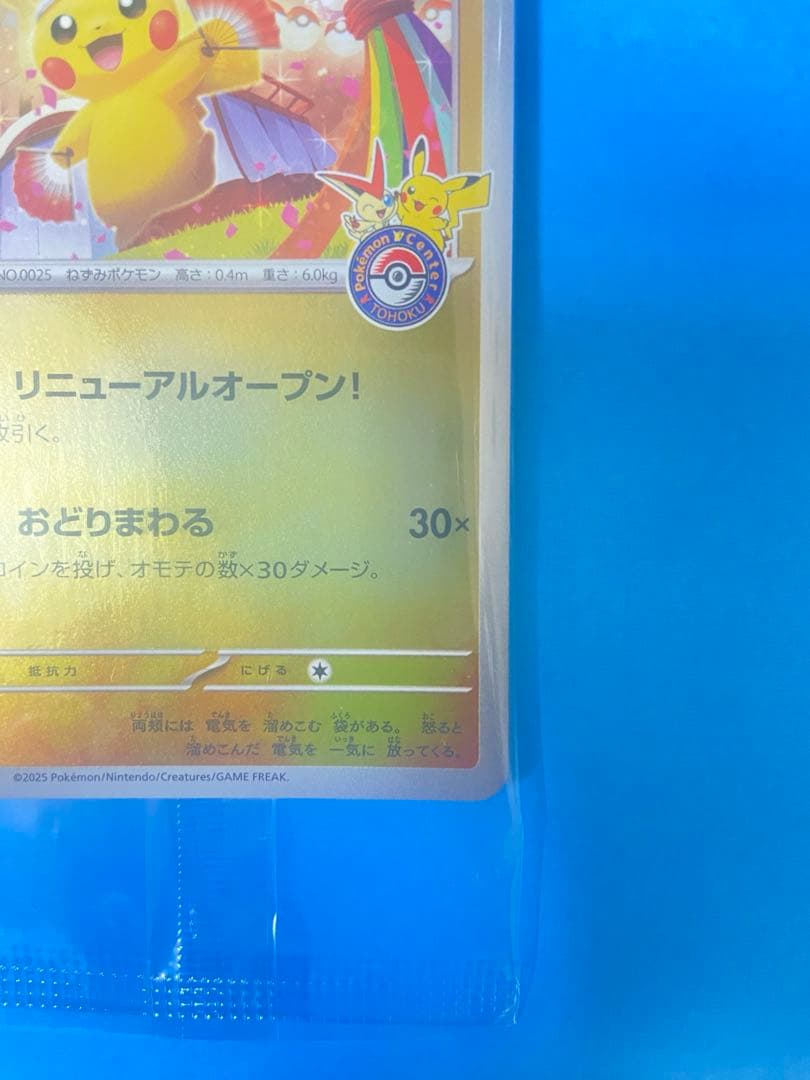 Pokémon Center
TOHOKU
NO.0025 ねずみポケモン 高さ:0.4m 重さ:6.0kg
リニューアルオープン!
引く。
おどりまわる 30×
コインを投げ、オモテの数×30ダメージ。
抵抗力 にげる
両頬には 電気を 溜めこむ 袋がある。 怒ると
溜めこんだ 電気を 一気に 放ってくる。
©2025 Pokémon/Nintendo/Creatures/GAME FREAK.